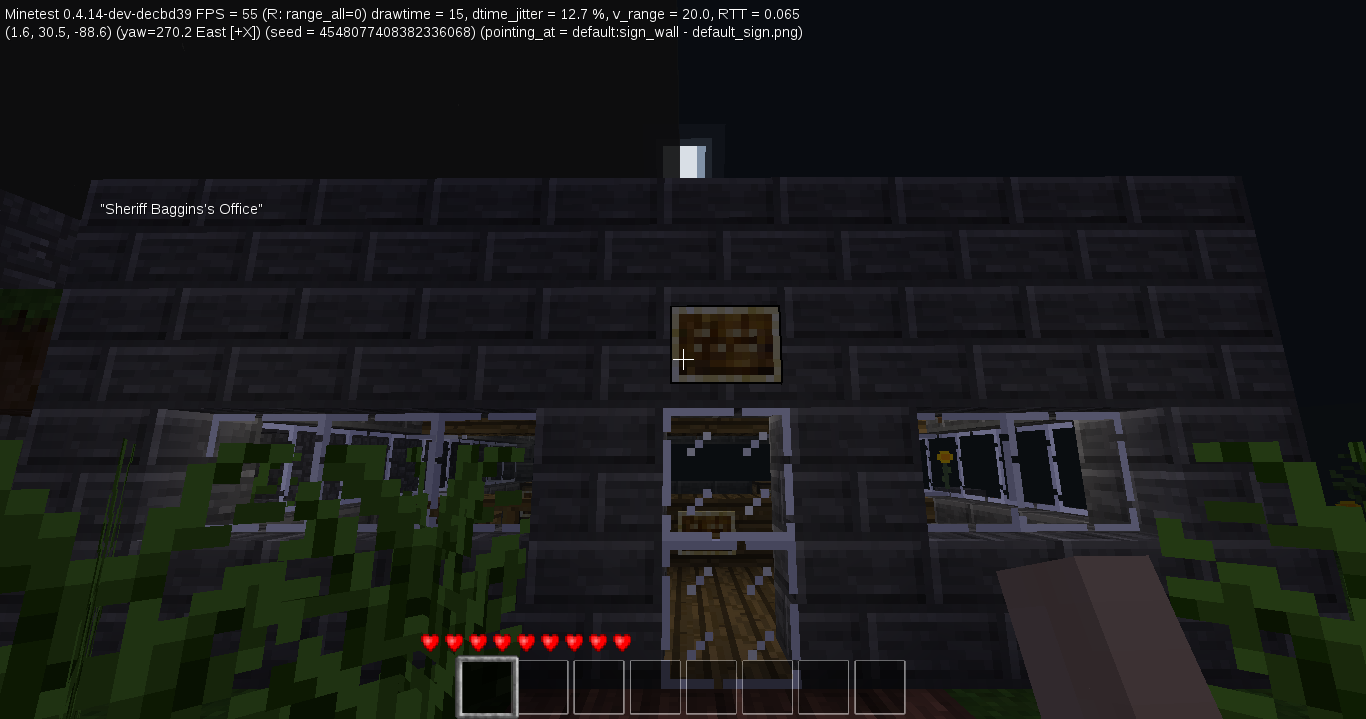 Minetest 0.4.14-dev-decbd39 FPS = 55 (R: range_all=0) drawtime = 15, dtime_jitter = 12.7 %, v_range = 20.0, RTT = 0.065
(1.6, 30.5, -88.6) (yaw=270.2 East [+X]) (seed = 4548077408382336068) (pointing_at = default:sign_wall - default_sign.png)
"Sheriff Baggins's Office"